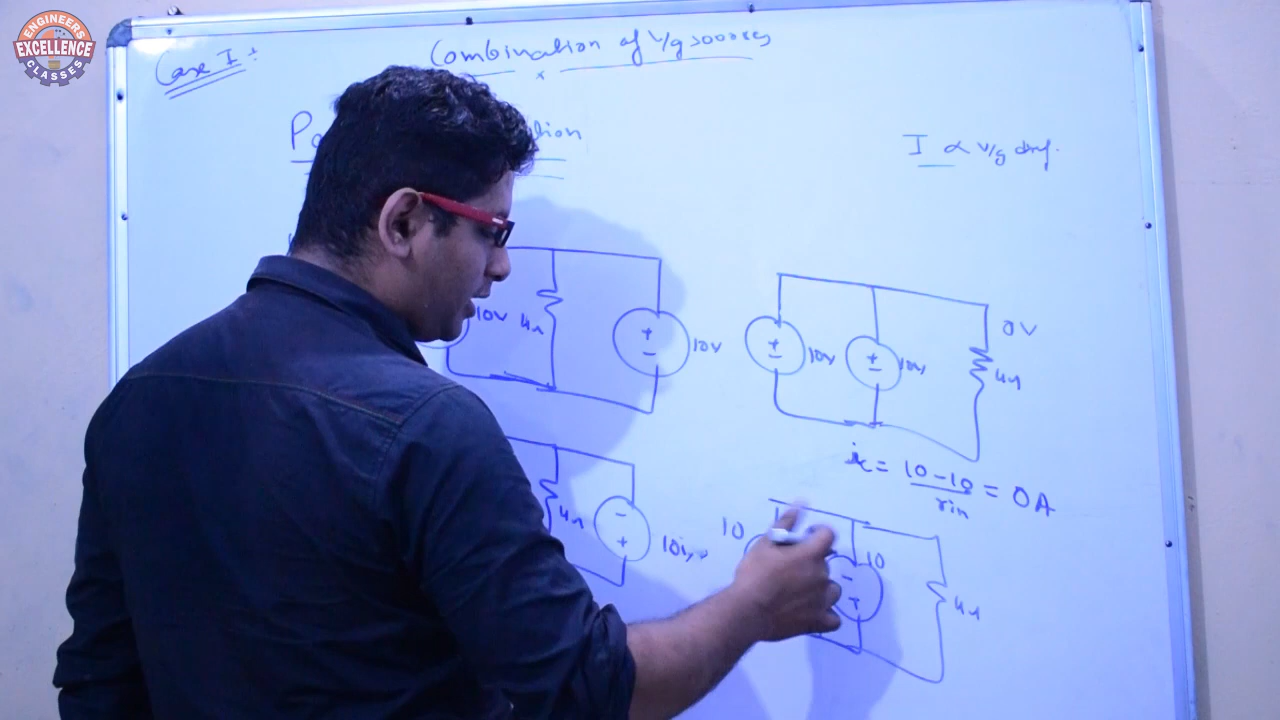 ENGINEERS
EXCELLENCE
CLASSES
Case I :
Combination of V/g sources
I ∝ V/g diff.
10V 4Ω
+
-
10V
+
-
10V
+
-
10V
0V
4Ω
ic = 10-10 / rin = 0A
4Ω
-
+
10
10
-
+
4Ω